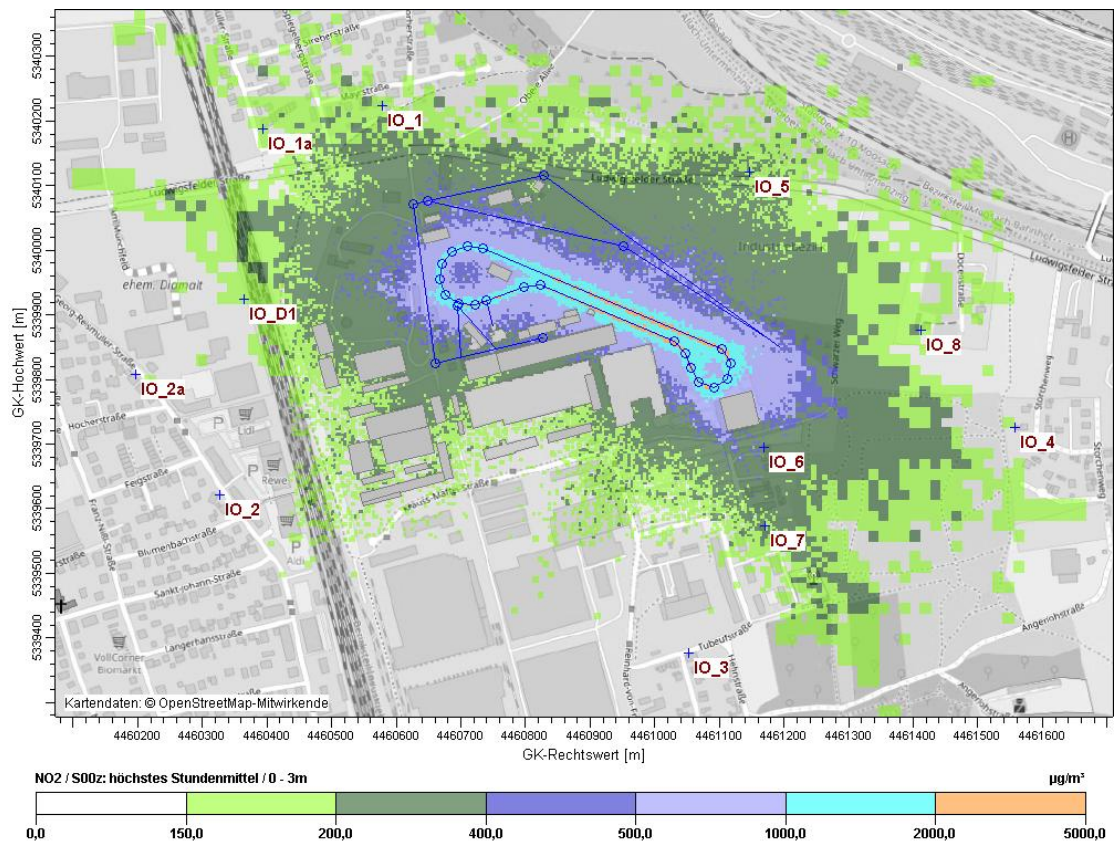 5340300
5340200
5340100
5340000
5339900
5339800
5339700
5339600
5339500
5339400
GK-Hochwert [m]
IO_1
IO_1a
Ludwigsfelder Straße
IO_5
ehem. Diamalt
IO_D1
Schwarzer Weg
Ludwigsfelder
IO_8
IO_2a
Georg-Reismüller-Straße
Lidl
IO_4
Storchenweg
Storchenweg
IO_6
Rewe
IO_2
IO_7
Feigstraße
Franz-Nißl-Straße
Blumenbachstraße
Aldi
Sankt-Johann-Straße
Langerhansstraße
VollCorner
Biomarkt
Tubeufstraße
IO_3
Angerlohstraße
Kartendaten: © OpenStreetMap-Mitwirkende
4460200 4460300 4460400 4460500 4460600 4460700 4460800 4460900 4461000 4461100 4461200 4461300 4461400 4461500 4461600
GK-Rechtswert [m]
NO2 / S00z: höchstes Stundenmittel / 0 - 3m µg/m³
0,0 150,0 200,0 400,0 500,0 1000,0 2000,0 5000,0